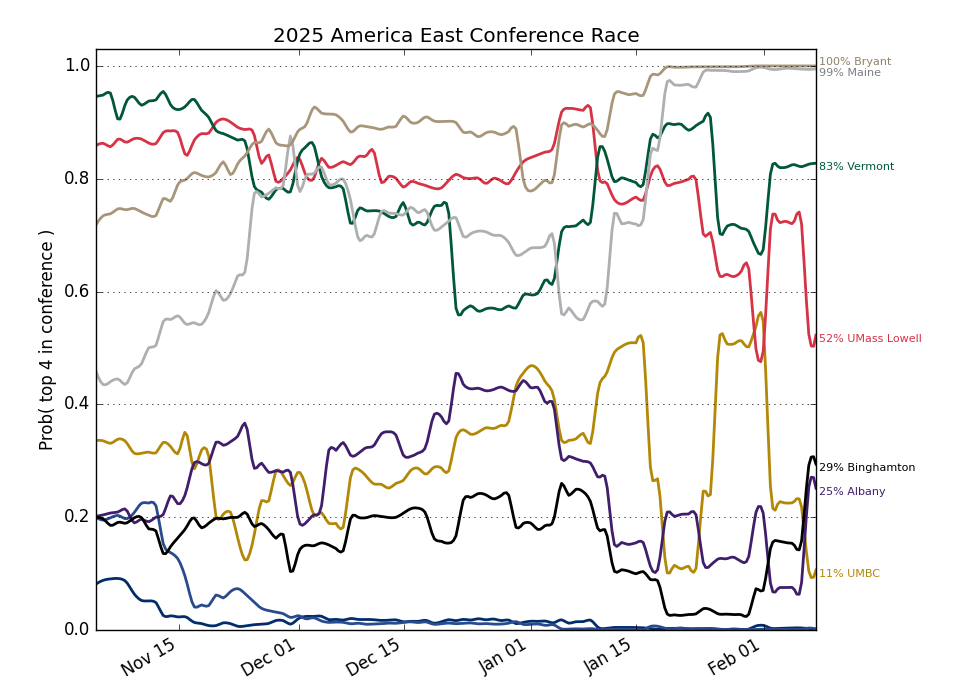 2025 America East Conference Race
Prob( top 4 in conference )
1.0
0.8
0.6
0.4
0.2
0.0
Nov 15
Dec 01
Dec 15
Jan 01
Jan 15
Feb 01
100% Bryant
99% Maine
83% Vermont
52% UMass Lowell
29% Binghamton
25% Albany
11% UMBC